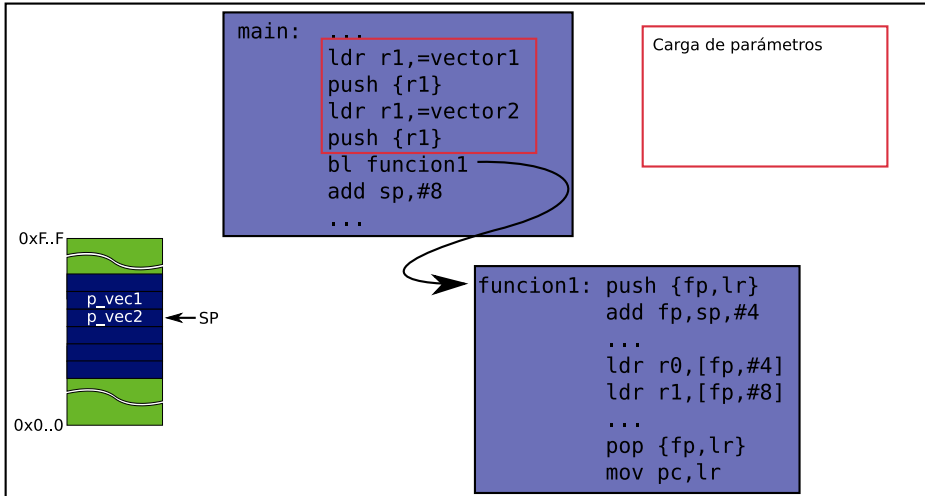 main:  ...
ldr r1,=vector1
push {r1}
ldr r1,=vector2
push {r1}
bl funcion1
add sp,#8
...
Carga de parámetros
0xF..F
p_vec1
p_vec2
SP
0x0..0
funcion1: push {fp,lr}
add fp,sp,#4
...
ldr r0,[fp,#4]
ldr r1,[fp,#8]
...
pop {fp,lr}
mov pc,lr